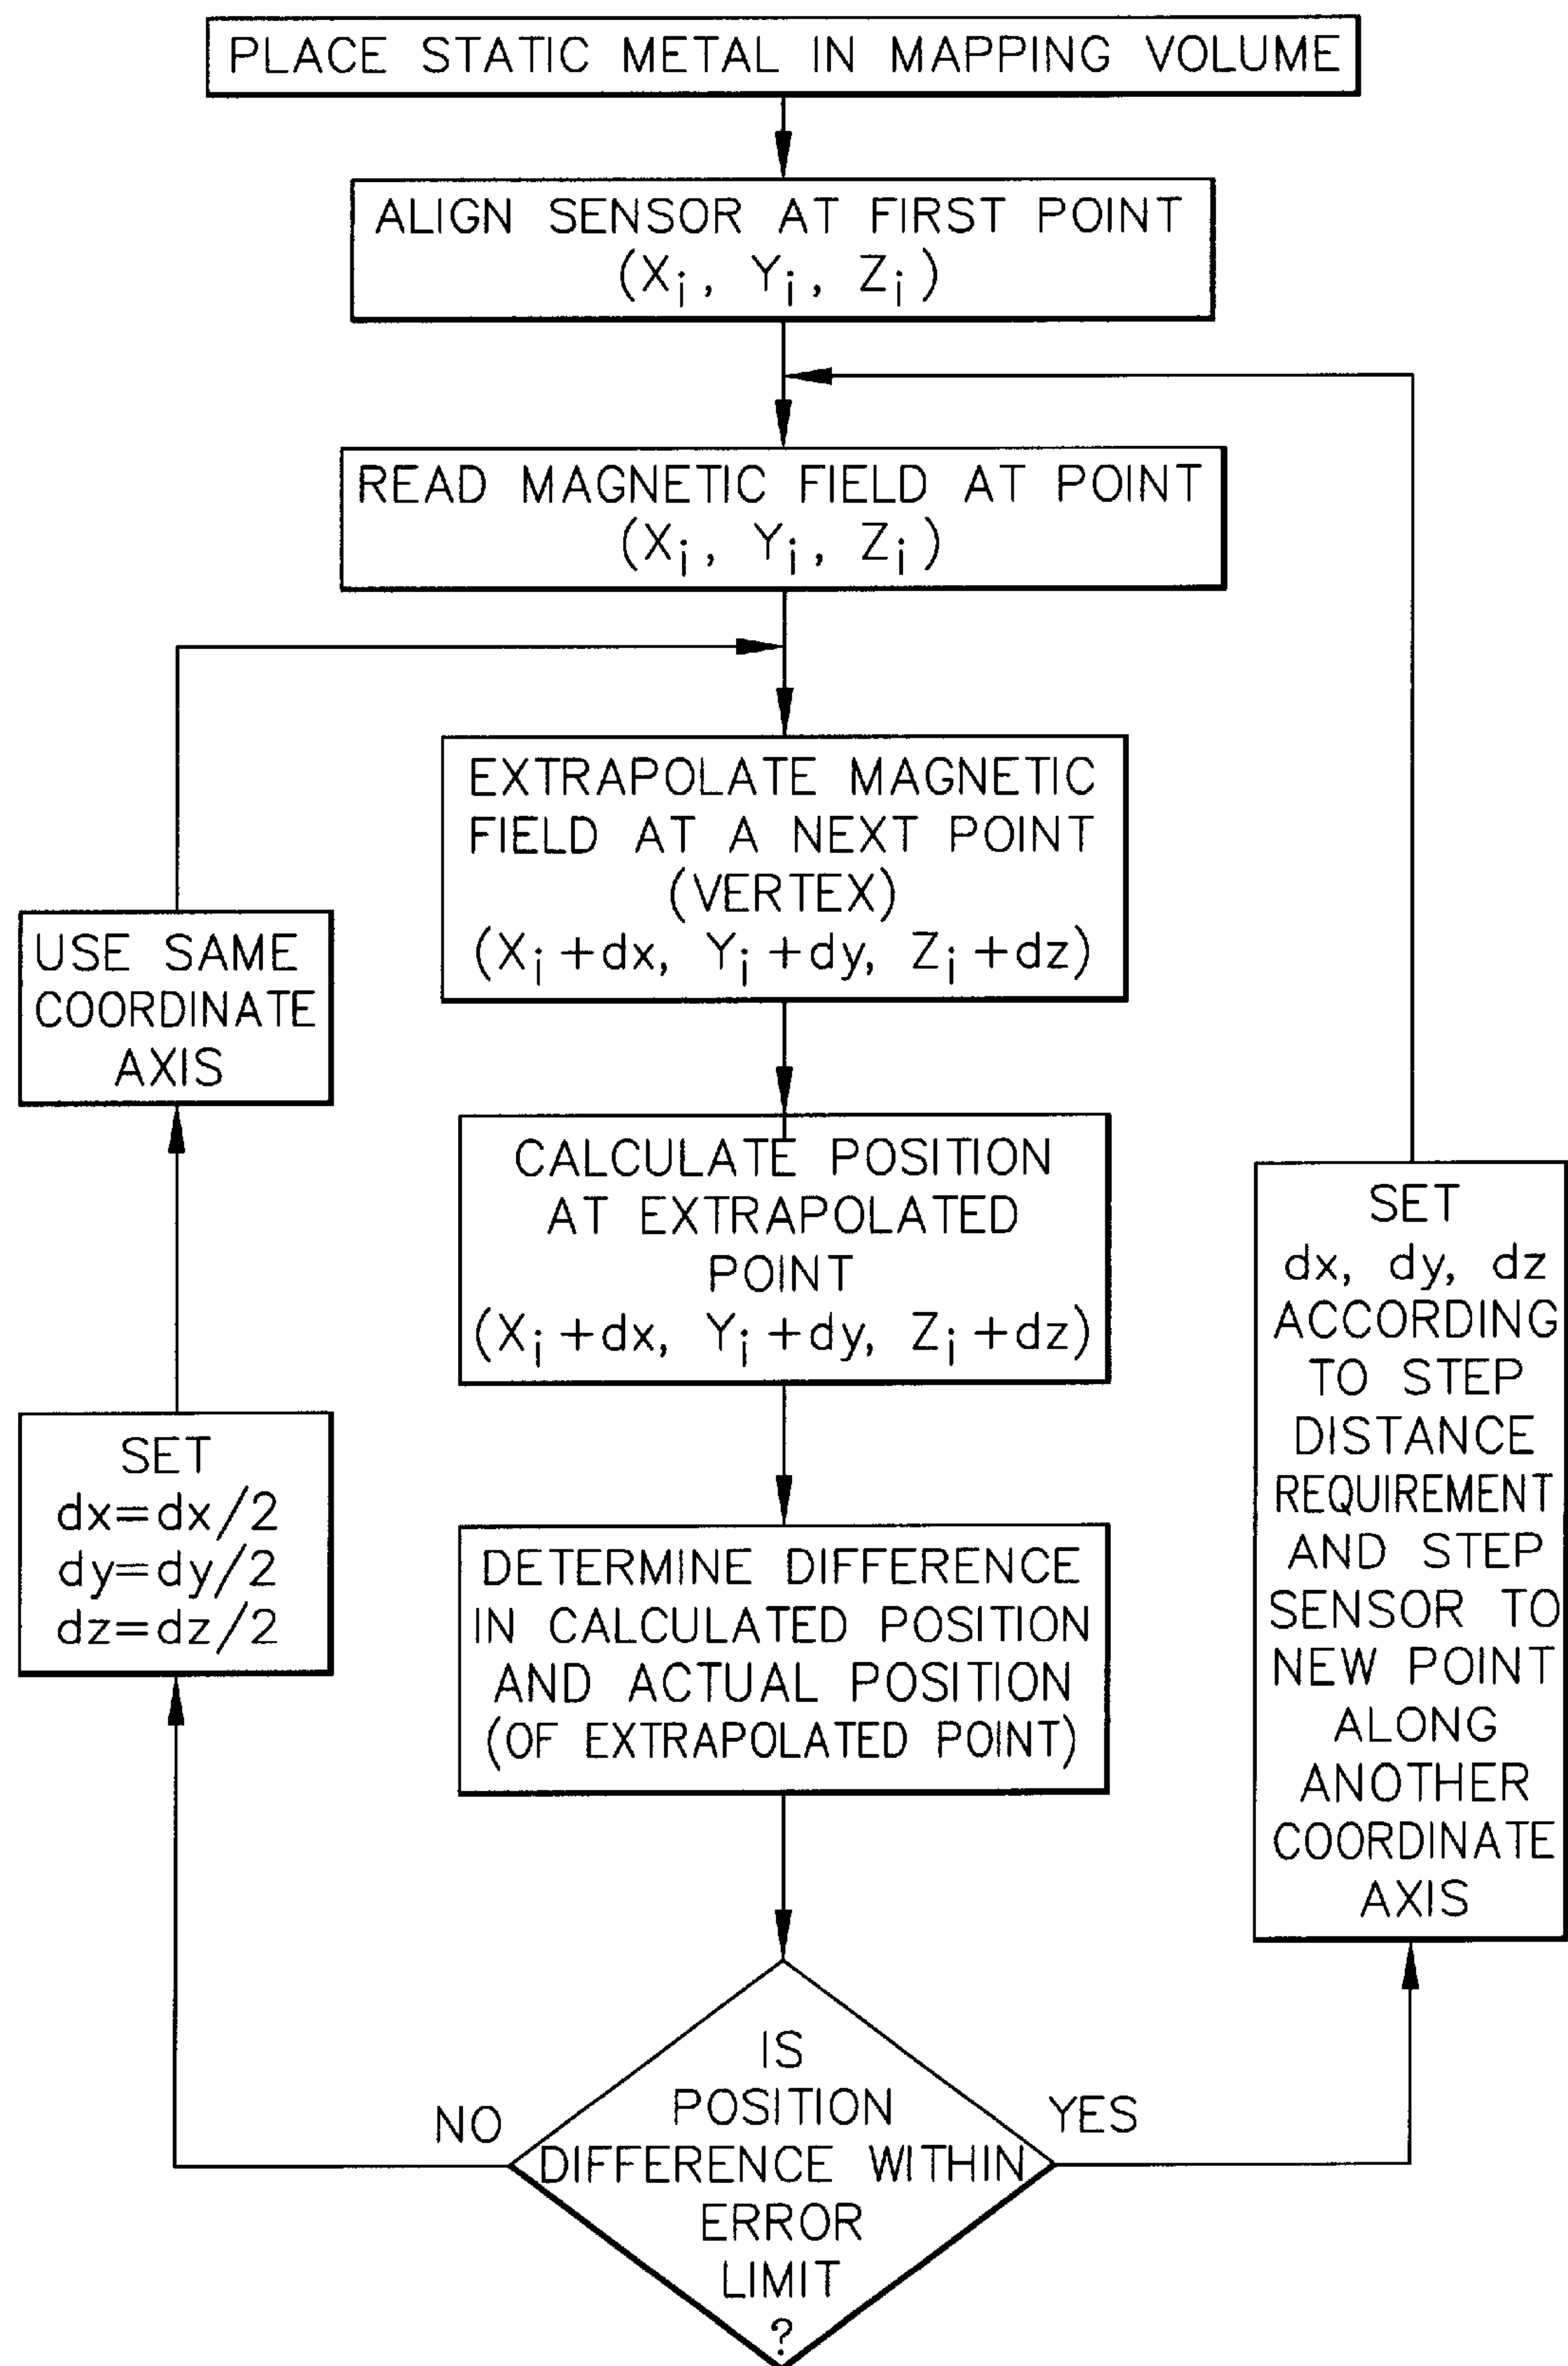 PLACE STATIC METAL IN MAPPING VOLUME
ALIGN SENSOR AT FIRST POINT
(Xi, Yi, Zi)
READ MAGNETIC FIELD AT POINT
(Xi, Yi, Zi)
EXTRAPOLATE MAGNETIC
FIELD AT A NEXT POINT
(VERTEX)
(Xi+dx, Yi+dy, Zi+dz)
USE SAME
COORDINATE
AXIS
CALCULATE POSITION
AT EXTRAPOLATED
POINT
(Xi+dx, Yi+dy, Zi+dz)
SET
dx, dy, dz
ACCORDING
TO STEP
DISTANCE
REQUIREMENT
AND STEP
SENSOR TO
NEW POINT
ALONG
ANOTHER
COORDINATE
AXIS
SET
dx=dx/2
dy=dy/2
dz=dz/2
DETERMINE DIFFERENCE
IN CALCULATED POSITION
AND ACTUAL POSITION
(OF EXTRAPOLATED POINT)
IS
POSITION
DIFFERENCE WITHIN
ERROR
LIMIT
?
NO
YES